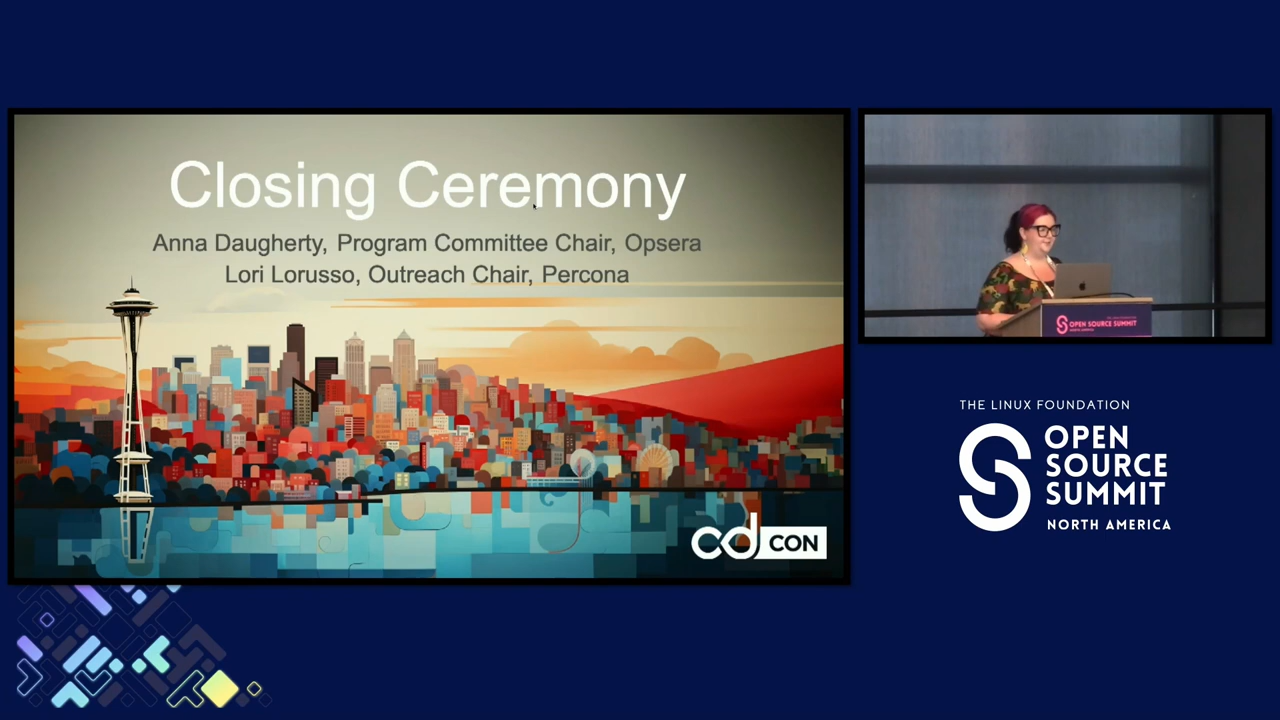 Closing Ceremony
Anna Daugherty, Program Committee Chair, Opsera
Lori Lorusso, Outreach Chair, Percona
cd CON
OPEN SOURCE SUMMIT
THE LINUX FOUNDATION
OPEN
SOURCE
SUMMIT
NORTH AMERICA